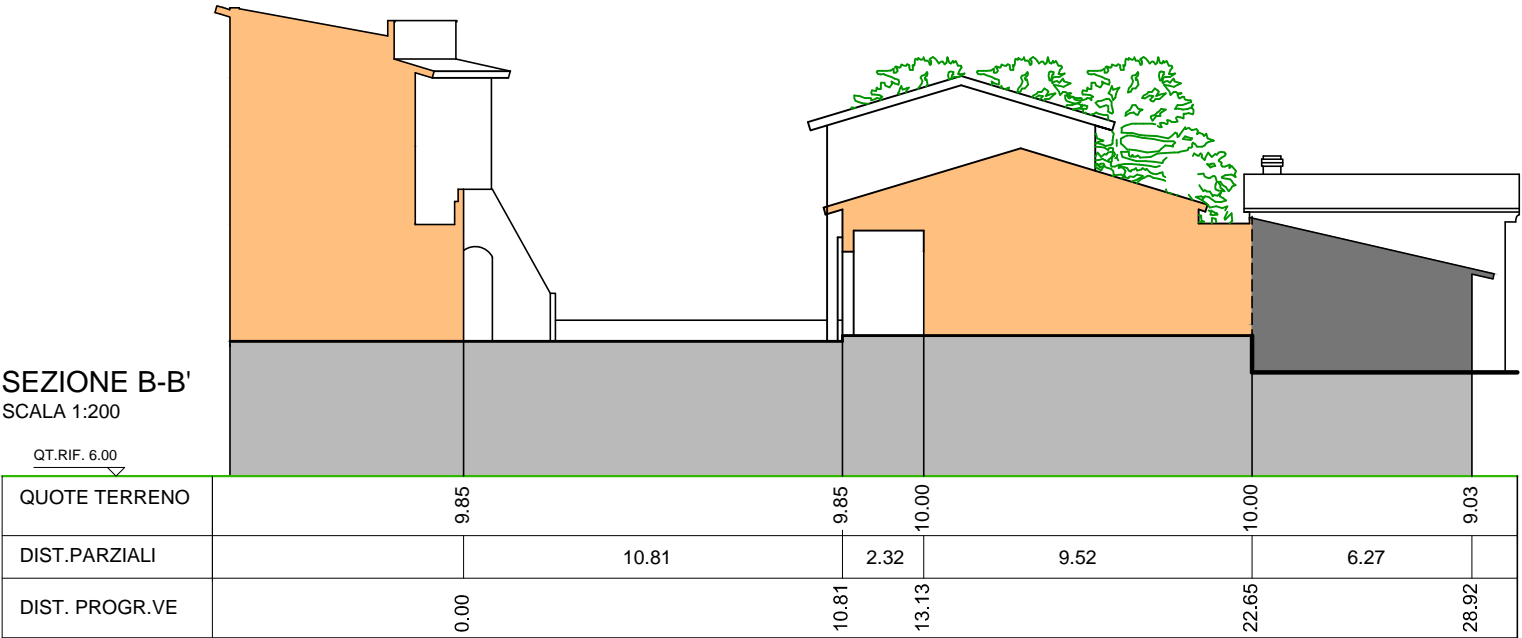 SEZIONE B-B'
SCALA 1:200
QT.RIF. 6.00
QUOTE TERRENO 9.85 9.85 10.00 10.00 9.03
DIST.PARZIALI 10.81 2.32 9.52 6.27
DIST. PROGR.VE 0.00 10.81 13.13 22.65 28.92